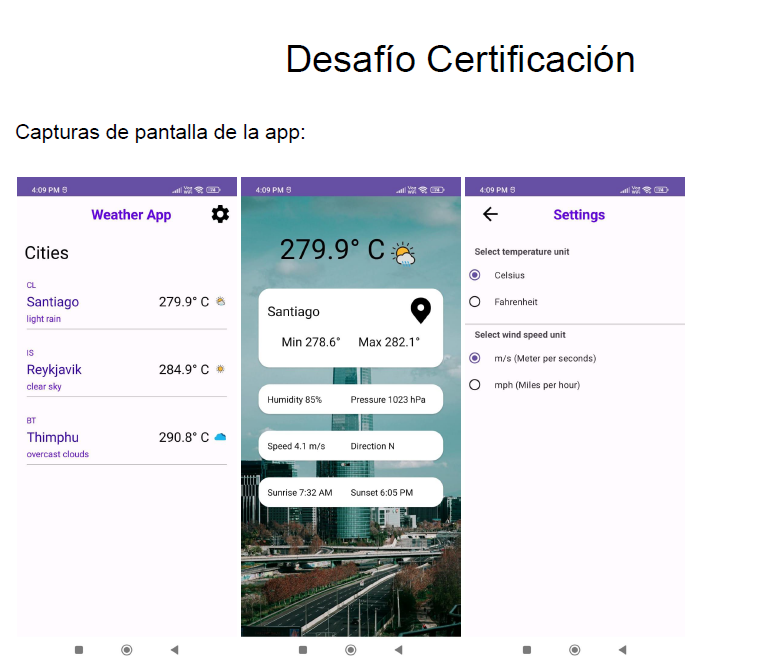 Desafío Certificación
Capturas de pantalla de la app:
4:09 PM
Weather App
Cities
CL
Santiago 279.9° C
light rain
IS
Reykjavik 284.9° C
clear sky
BT
Thimphu 290.8° C
overcast clouds
4:09 PM
279.9° C
Santiago
Min 278.6° Max 282.1°
Humidity 85% Pressure 1023 hPa
Speed 4.1 m/s Direction N
Sunrise 7:32 AM Sunset 6:05 PM
4:09 PM
Settings
Select temperature unit
Celsius
Fahrenheit
Select wind speed unit
m/s (Meter per seconds)
mph (Miles per hour)